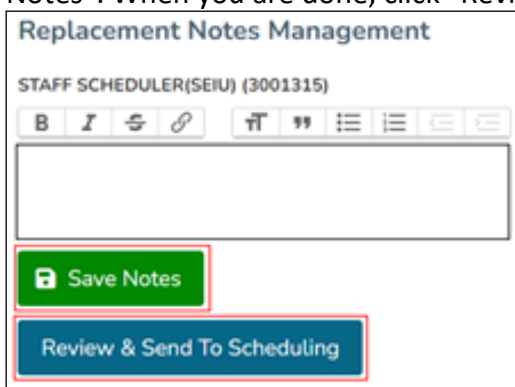 Notes". When you are done, click "Revi
Replacement Notes Management
STAFF SCHEDULER(SEIU) (3001315)
B I S T "
Save Notes
Review & Send To Scheduling